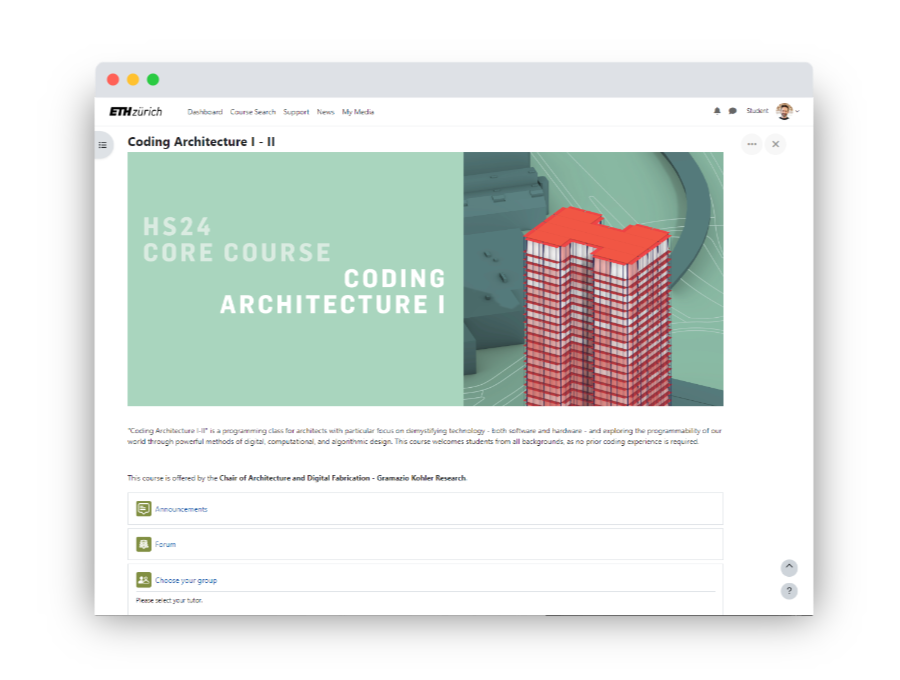 ETH zürich Dashboard Course Search Support News My Media Student
Coding Architecture I - II
HS24
CORE COURSE
CODING
ARCHITECTURE I
"Coding Architecture I-II" is a programming class for architects with particular focus on demystifying technology - both software and hardware - and exploring the programmability of our
world through powerful methods of digital, computational, and algorithmic design. This course welcomes students from all backgrounds, as no prior coding experience is required.
This course is offered by the Chair of Architecture and Digital Fabrication - Gramazio Kohler Research.
Announcements
Forum
Choose your group
Please select your tutor.
?